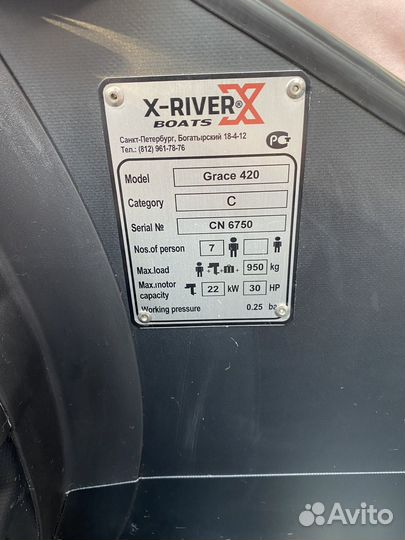 X-RIVER® X
BOATS
Санкт-Петербург, Богатырский 18-4-12
Тел.: (812) 961-78-76
РСТ
Model Grace 420
Category C
Serial № CN 6750
Nos.of person 7
Max.load + + = 950 kg
Max.motor capacity 22 kW 30 HP
Working pressure 0.25 ba
Avito